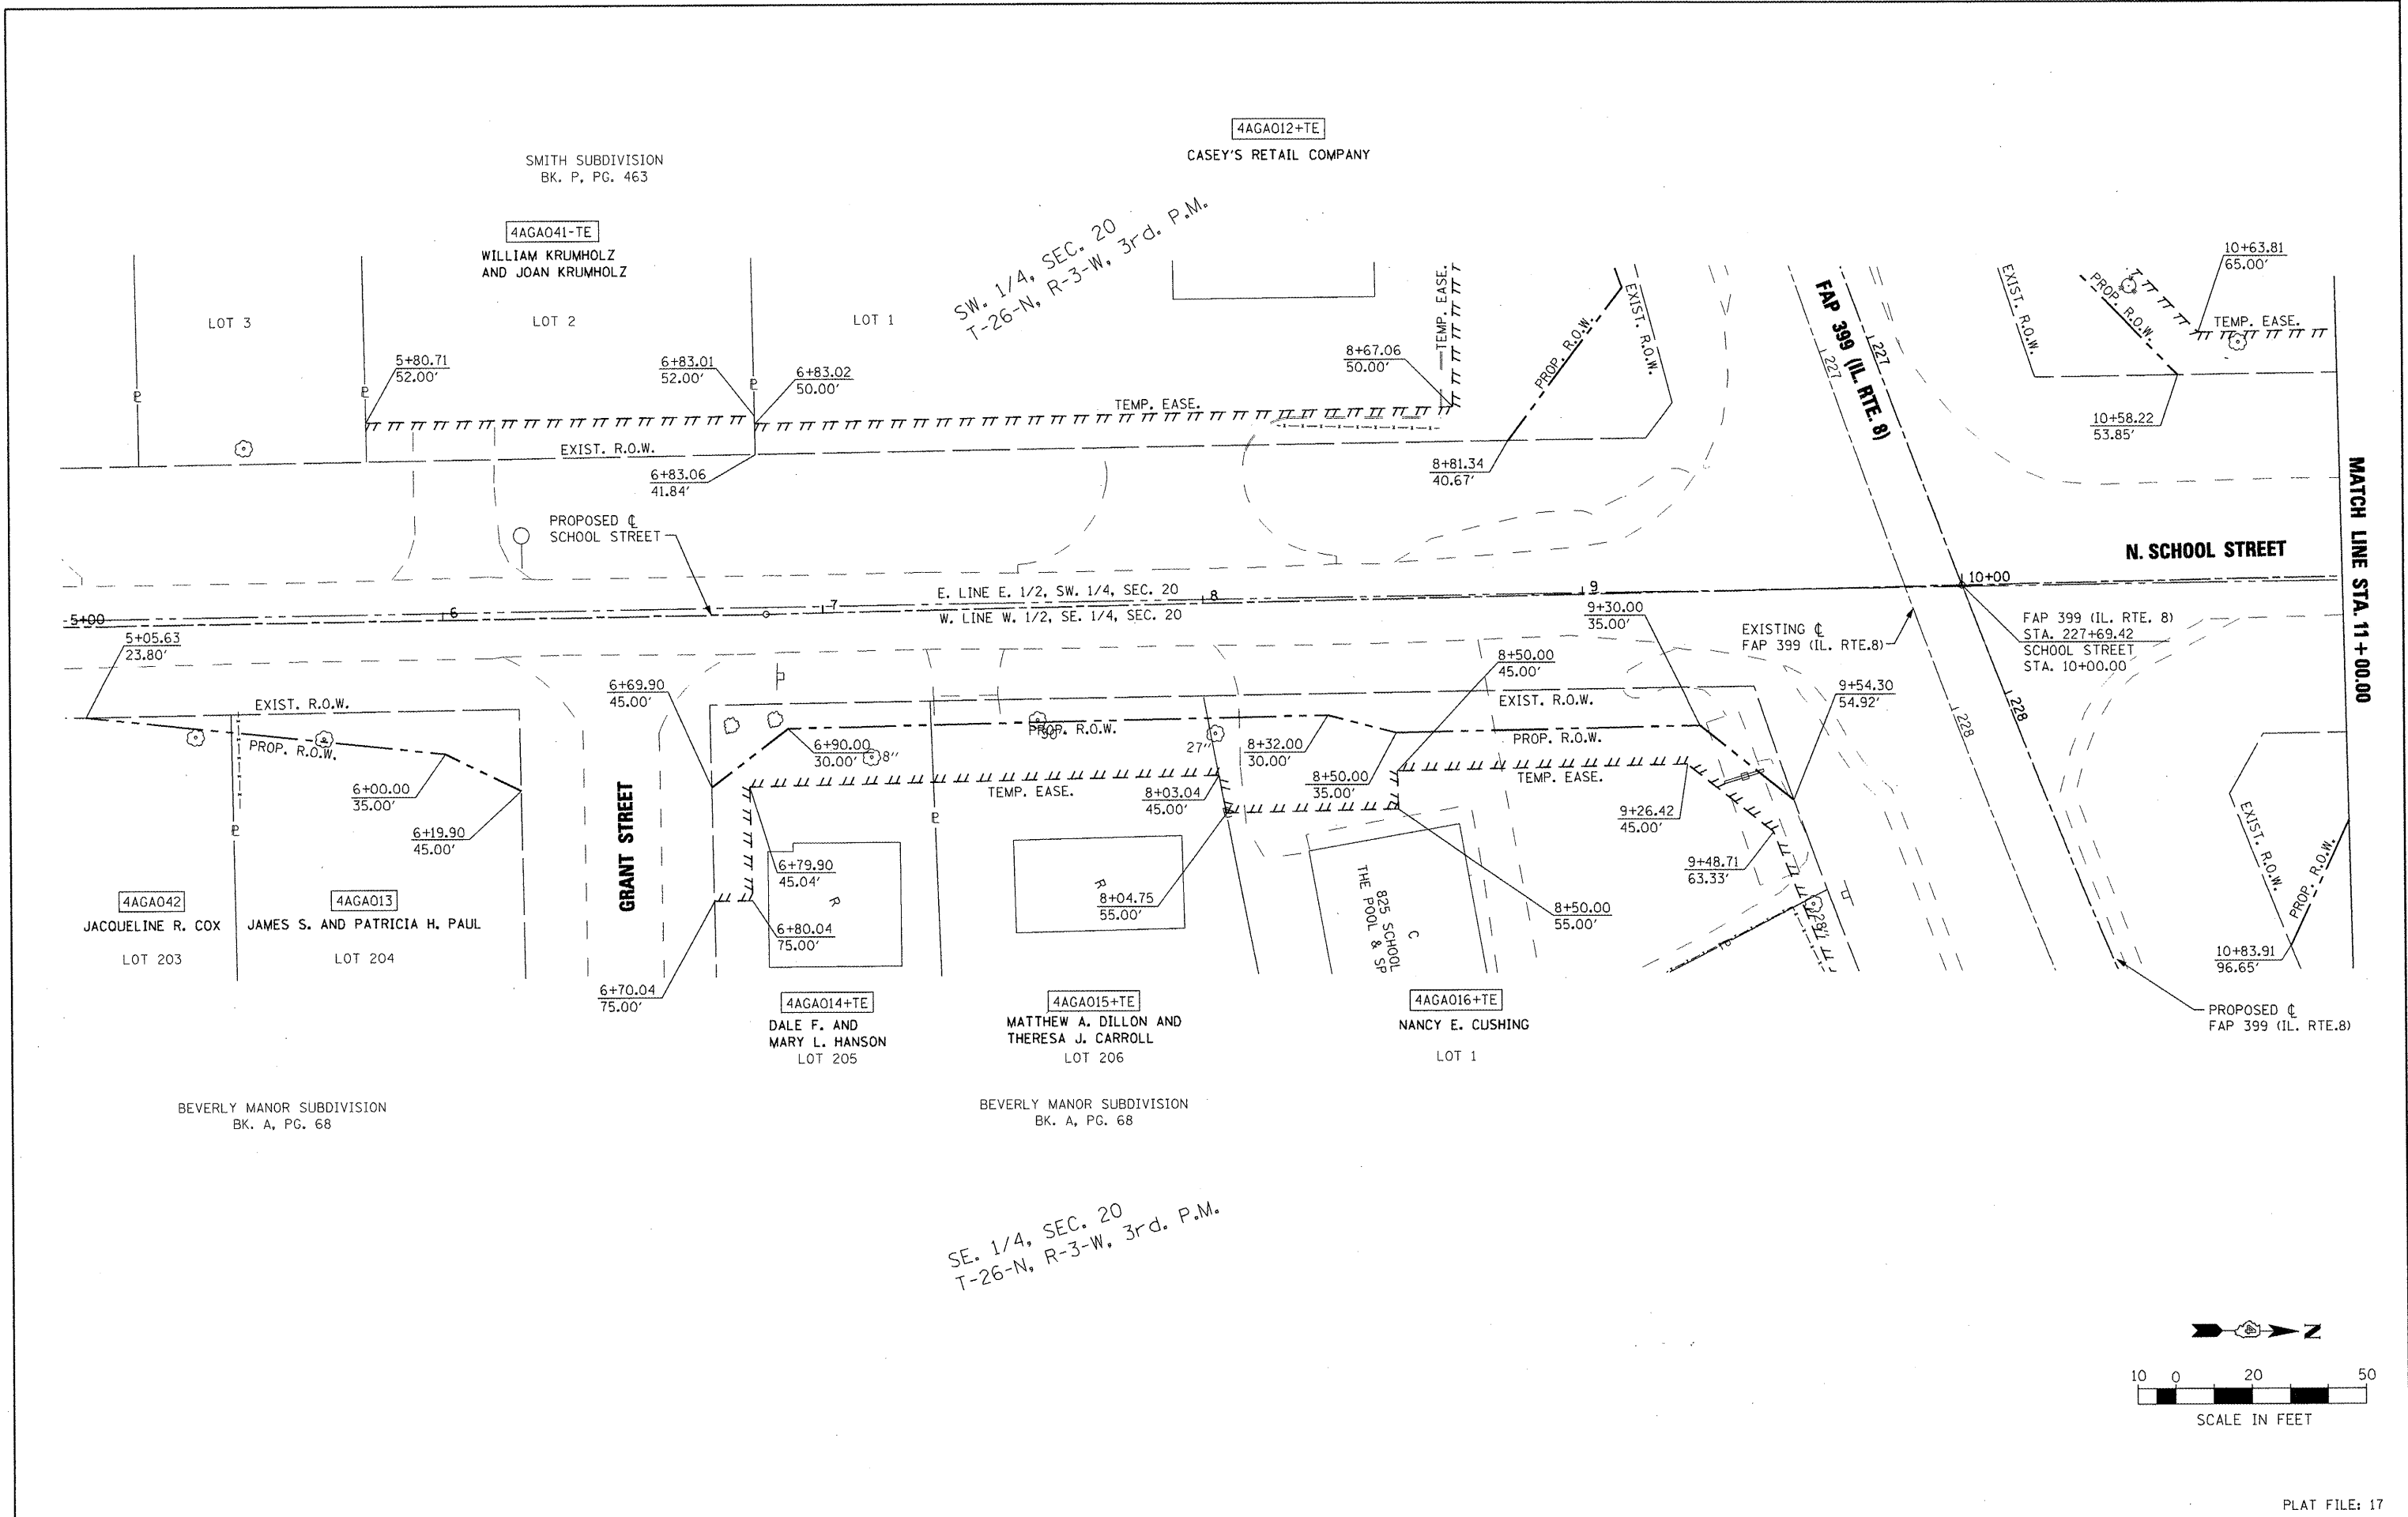 4AGA012+TE
CASEY'S RETAIL COMPANY
SMITH SUBDIVISION
BK. P, PG. 463
4AGA041-TE
WILLIAM KRUMHOLZ
AND JOAN KRUMHOLZ
SW. 1/4, SEC. 20
T-26-N, R-3-W, 3rd. P.M.
LOT 3
LOT 2
LOT 1
5+80.71
52.00'
6+83.01
52.00'
6+83.02
50.00'
8+67.06
50.00'
TEMP. EASE.
TEMP. EASE.
PROP. R.O.W.
EXIST. R.O.W.
FAP 399 (IL. RTE. 8)
227
227
EXIST. R.O.W.
PROP. R.O.W.
10+63.81
65.00'
TEMP. EASE.
10+58.22
53.85'
P
P
P
EXIST. R.O.W.
6+83.06
41.84'
8+81.34
40.67'
MATCH LINE STA. 11+00.00
PROPOSED ℄
SCHOOL STREET
N. SCHOOL STREET
5+00
6
7
8
9
10+00
E. LINE E. 1/2, SW. 1/4, SEC. 20
W. LINE W. 1/2, SE. 1/4, SEC. 20
5+05.63
23.80'
9+30.00
35.00'
EXISTING ℄
FAP 399 (IL. RTE.8)
FAP 399 (IL. RTE. 8)
STA. 227+69.42
SCHOOL STREET
STA. 10+00.00
8+50.00
45.00'
6+69.90
45.00'
9+54.30
54.92'
228
228
EXIST. R.O.W.
EXIST. R.O.W.
PROP. R.O.W.
PROP. R.O.W.
PROP. R.O.W.
30"
27"
8"
6+90.00
30.00'
8+32.00
30.00'
8+50.00
35.00'
TEMP. EASE.
TEMP. EASE.
8+03.04
45.00'
6+00.00
35.00'
6+19.90
45.00'
GRANT STREET
9+26.42
45.00'
9+48.71
63.33'
6+79.90
45.04'
P
P
R
R
8+04.75
55.00'
8+50.00
55.00'
C
825 SCHOOL
THE POOL & SP
28"
P
EXIST. R.O.W.
PROP. R.O.W.
10+83.91
96.65'
4AGA042
JACQUELINE R. COX
LOT 203
4AGA013
JAMES S. AND PATRICIA H. PAUL
LOT 204
6+80.04
75.00'
6+70.04
75.00'
4AGA014+TE
DALE F. AND
MARY L. HANSON
LOT 205
4AGA015+TE
MATTHEW A. DILLON AND
THERESA J. CARROLL
LOT 206
4AGA016+TE
NANCY E. CUSHING
LOT 1
PROPOSED ℄
FAP 399 (IL. RTE.8)
BEVERLY MANOR SUBDIVISION
BK. A, PG. 68
BEVERLY MANOR SUBDIVISION
BK. A, PG. 68
SE. 1/4, SEC. 20
T-26-N, R-3-W, 3rd. P.M.
N
10 0 20 50
SCALE IN FEET
PLAT FILE: 17